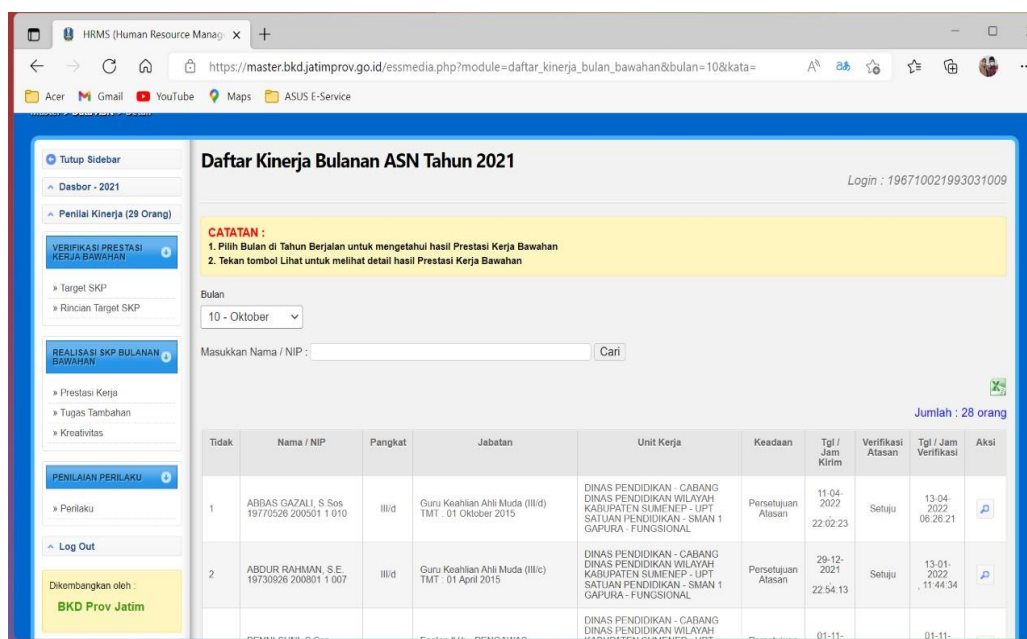 HRMS (Human Resource Manag
https://master.bkd.jatimprov.go.id/essmedia.php?module=daftar_kinerja_bulan_bawahan&bulan=10&kata=
Acer Gmail YouTube Maps ASUS E-Service
Tutup Sidebar
Dasbor - 2021
Penilai Kinerja (29 Orang)
VERIFIKASI PRESTASI
KERJA BAWAHAN
» Target SKP
» Rincian Target SKP
REALISASI SKP BULANAN
BAWAHAN
» Prestasi Kerja
» Tugas Tambahan
» Kreativitas
PENILAIAN PERILAKU
» Perilaku
Log Out
Dikembangkan oleh :
BKD Prov Jatim
Daftar Kinerja Bulanan ASN Tahun 2021
Login : 196710021993031009
CATATAN :
1. Pilih Bulan di Tahun Berjalan untuk mengetahui hasil Prestasi Kerja Bawahan
2. Tekan tombol Lihat untuk melihat detail hasil Prestasi Kerja Bawahan
Bulan
10 - Oktober
Masukkan Nama / NIP : Cari
Jumlah : 28 orang
Tidak Nama / NIP Pangkat Jabatan Unit Kerja Keadaan Tgl / Jam Kirim Verifikasi Atasan Tgl / Jam Verifikasi Aksi
1
ABBAS GAZALI, S.Sos
19770526 200501 1 010
III/d
Guru Keahlian Ahli Muda (III/d)
TMT : 01 Oktober 2015
DINAS PENDIDIKAN - CABANG
DINAS PENDIDIKAN WILAYAH
KABUPATEN SUMENEP - UPT
SATUAN PENDIDIKAN - SMAN 1
GAPURA - FUNGSIONAL
Persetujuan
Atasan
11-04-
2022
,
22:02:23
Setuju
13-04-
2022
06:26:21
2
ABDUR RAHMAN, S.E.
19730926 200801 1 007
III/d
Guru Keahlian Ahli Muda (III/c)
TMT : 01 April 2015
DINAS PENDIDIKAN - CABANG
DINAS PENDIDIKAN WILAYAH
KABUPATEN SUMENEP - UPT
SATUAN PENDIDIKAN - SMAN 1
GAPURA - FUNGSIONAL
Persetujuan
Atasan
29-12-
2021
,
22:54:13
Setuju
13-01-
2022
, 11:44:34
DINAS PENDIDIKAN - CABANG
DINAS PENDIDIKAN WILAYAH
KABUPATEN SUMENEP - UPT
01-11-
01-11-